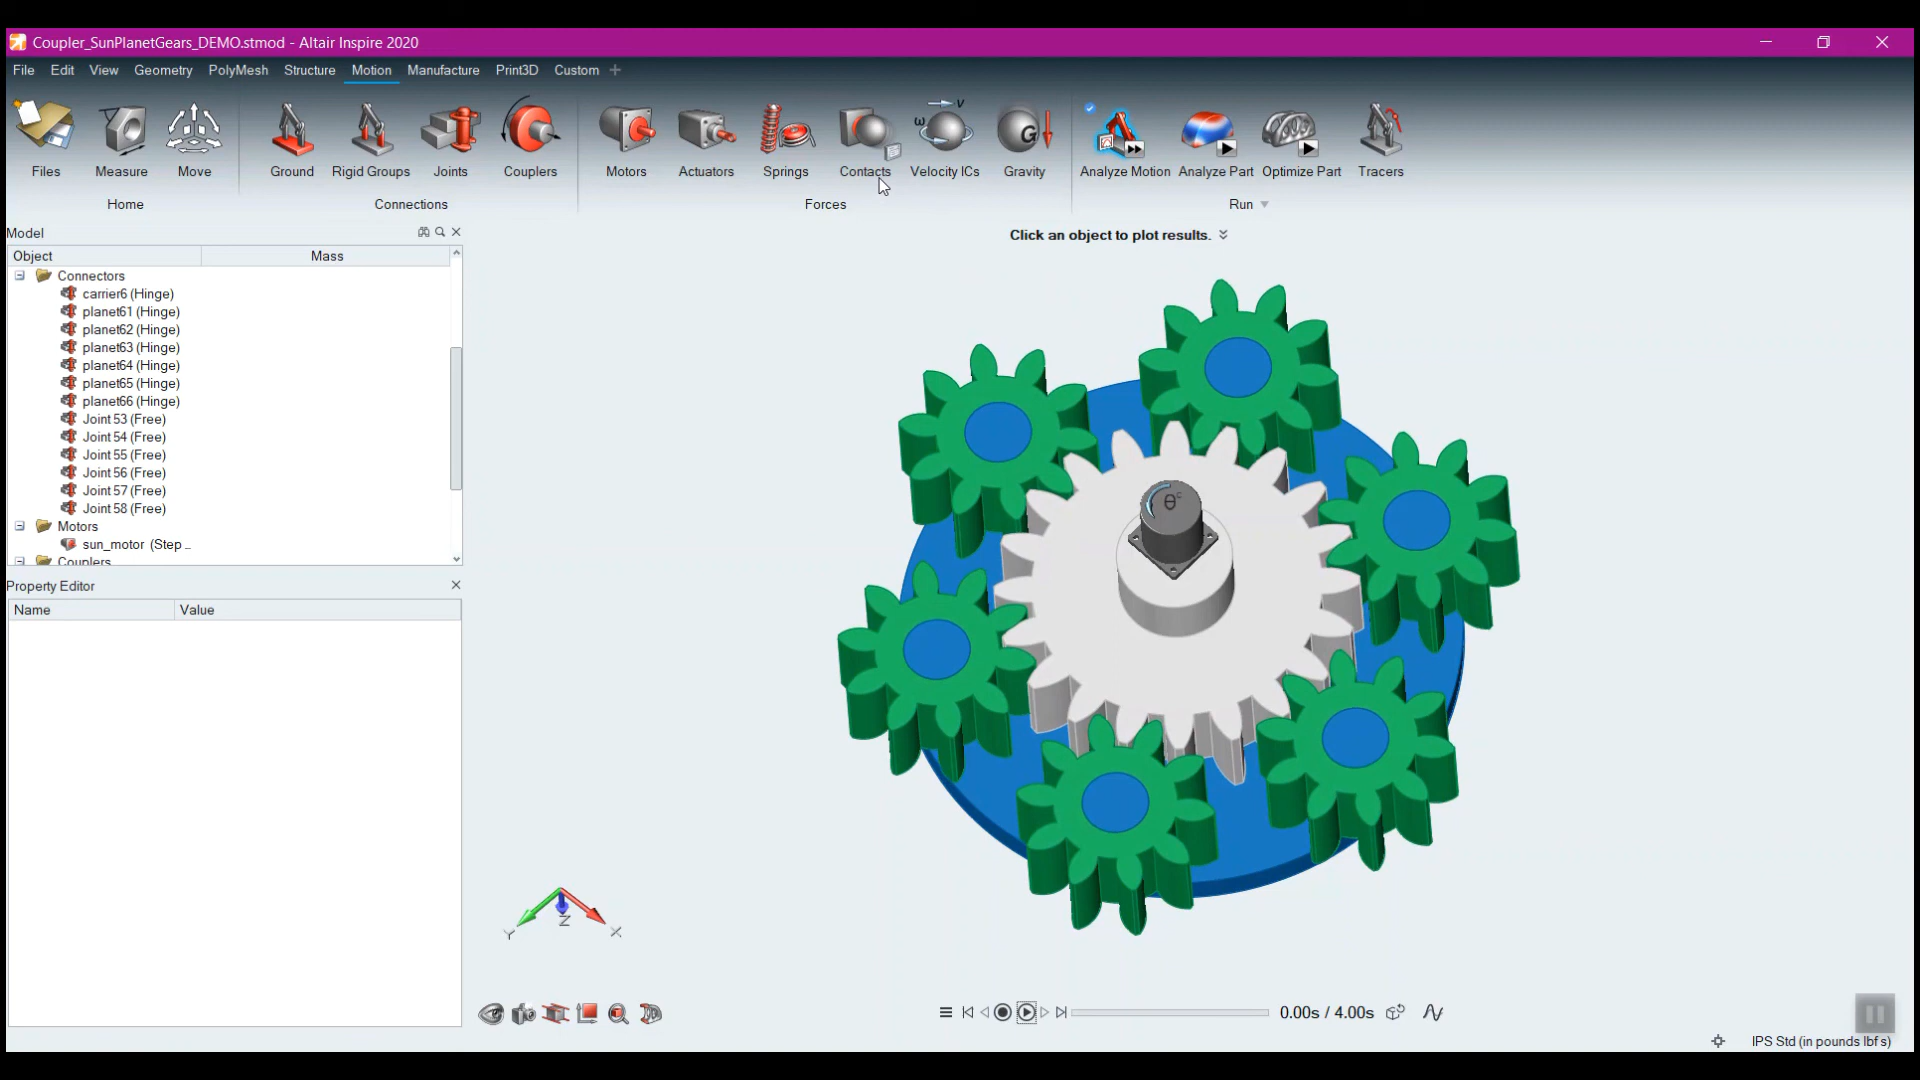 Coupler_SunPlanetGears_DEMO.stmod - Altair Inspire 2020
File Edit View Geometry PolyMesh Structure Motion Manufacture Print3D Custom
G
ω v
Files Measure Move Ground Rigid Groups Joints Couplers Motors Actuators Springs Contacts Velocity ICs Gravity Analyze Motion Analyze Part Optimize Part Tracers
Home Connections Forces Run
Model
Click an object to plot results.
Object Mass
Connectors
carrier6 (Hinge)
planet61 (Hinge)
planet62 (Hinge)
planet63 (Hinge)
planet64 (Hinge)
planet65 (Hinge)
planet66 (Hinge)
Joint 53 (Free)
Joint 54 (Free)
Joint 55 (Free)
Joint 56 (Free)
Joint 57 (Free)
Joint 58 (Free)
Motors
sun_motor (Step ..
Couplers
Property Editor
Name Value
Y Z X
0.00s / 4.00s
IPS Std (in pounds lbf s)